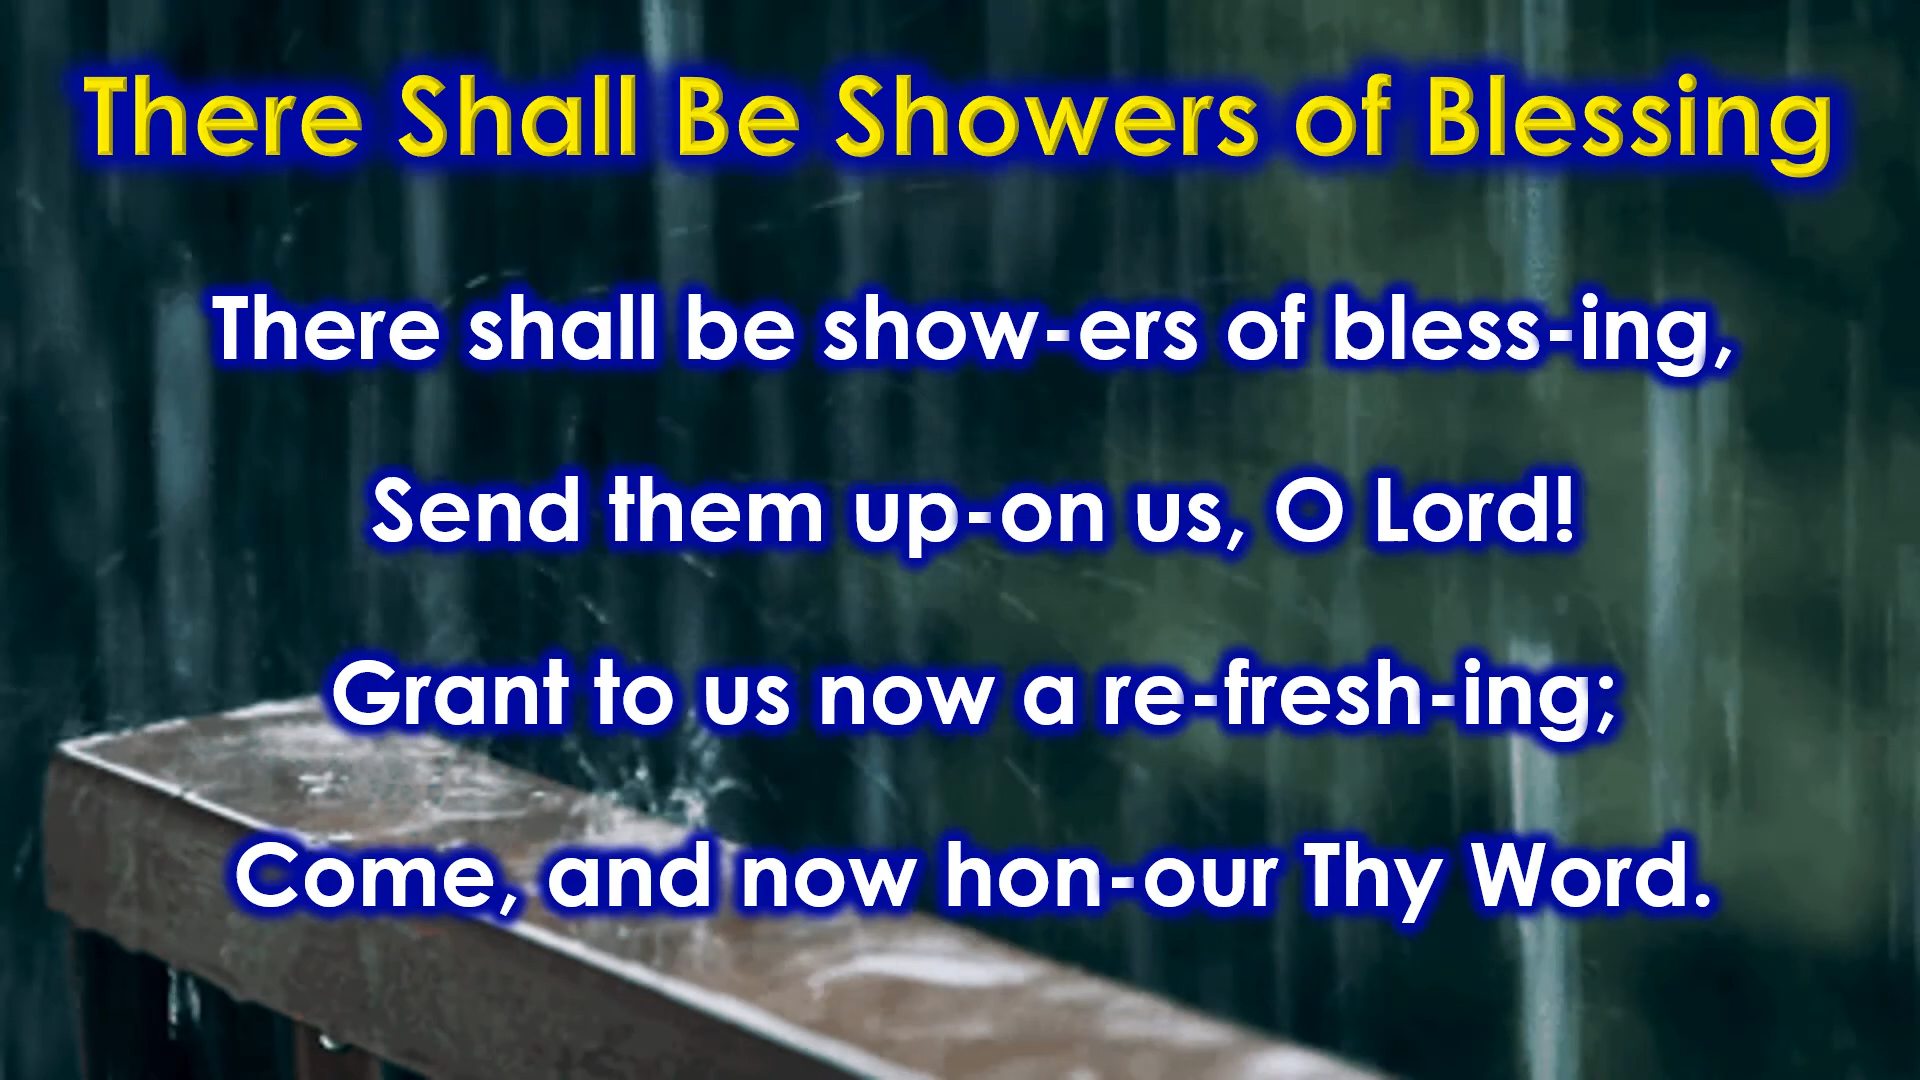 There Shall Be Showers of Blessing
There shall be show-ers of bless-ing,
Send them up-on us, O Lord!
Grant to us now a re-fresh-ing;
Come, and now hon-our Thy Word.